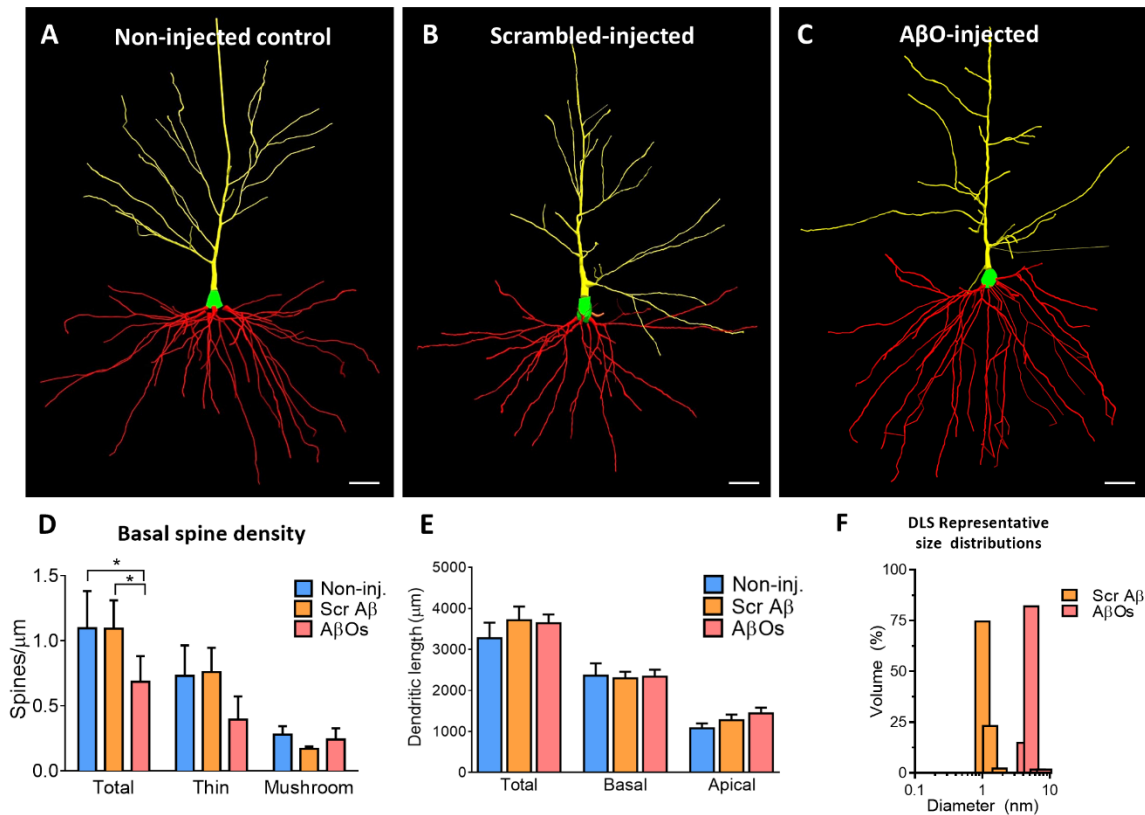 A Non-injected control
B Scrambled-injected
C AβO-injected
D Basal spine density
Spines/μm
1.5
1.0
0.5
0.0
*
*
Non-inj.
Scr Aβ
AβOs
Total Thin Mushroom
E
Dendritic length (μm)
5000
4000
3000
2000
1000
0
Non-inj.
Scr Aβ
AβOs
Total Basal Apical
F DLS Representative
size distributions
Volume (%)
100
75
50
25
0
Scr Aβ
AβOs
0.1 1 10
Diameter (nm)